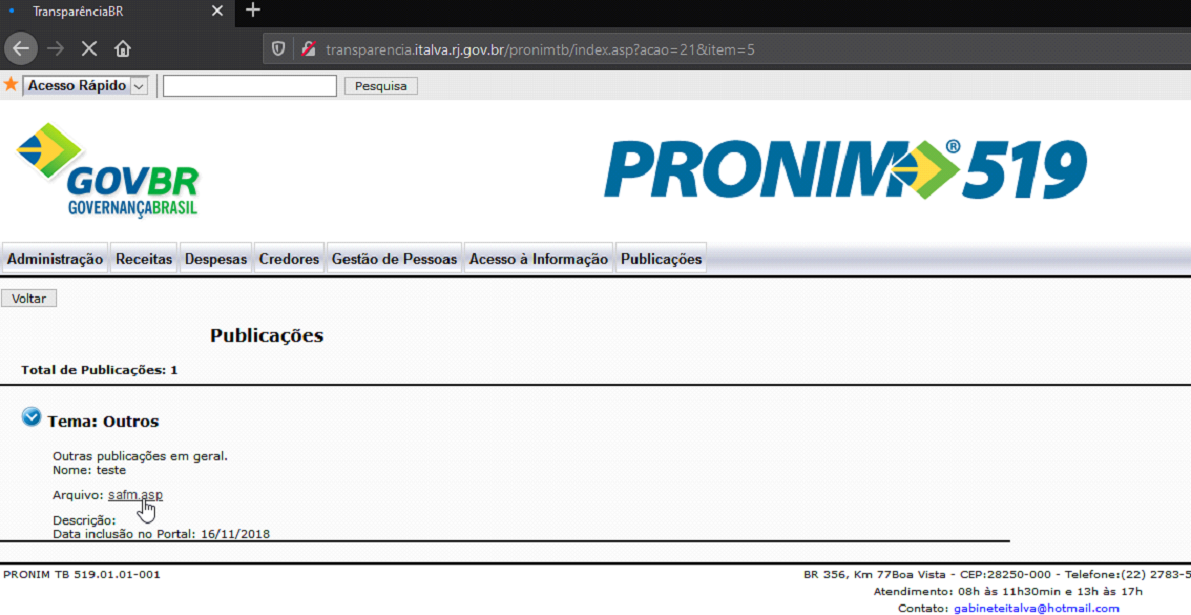 TransparênciaBR
transparencia.italva.rj.gov.br/pronimtb/index.asp?acao=21&item=5
Acesso Rápido
Pesquisa
GOVBR
GOVERNANÇABRASIL
PRONIM® 519
Administração Receitas Despesas Credores Gestão de Pessoas Acesso à Informação Publicações
Voltar
Publicações
Total de Publicações: 1
Tema: Outros
Outras publicações em geral.
Nome: teste
Arquivo: safm.asp
Descrição:
Data inclusão no Portal: 16/11/2018
PRONIM TB 519.01.01-001
BR 356, Km 77Boa Vista - CEP:28250-000 - Telefone:(22) 2783-5
Atendimento: 08h às 11h30min e 13h às 17h
Contato: gabineteitalva@hotmail.com